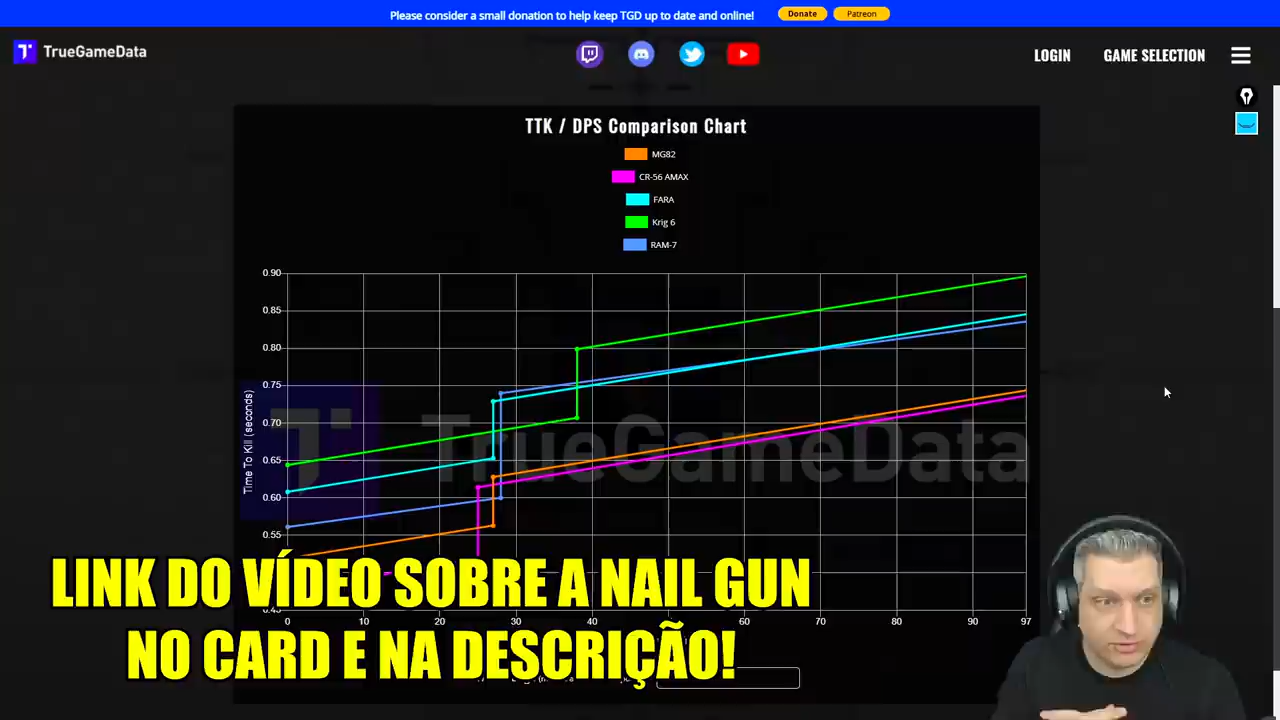 Please consider a small donation to help keep TGD up to date and online!
Donate
Patreon
TrueGameData
LOGIN
GAME SELECTION
TTK / DPS Comparison Chart
MG82
CR-56 AMAX
FARA
Krig 6
RAM-7
0.90
0.85
0.80
0.75
0.70
0.65
0.60
0.55
0.45
Time To Kill (seconds)
TrueGameData
0
10
20
30
40
60
70
80
90
97
LINK DO VÍDEO SOBRE A NAIL GUN
NO CARD E NA DESCRIÇÃO!